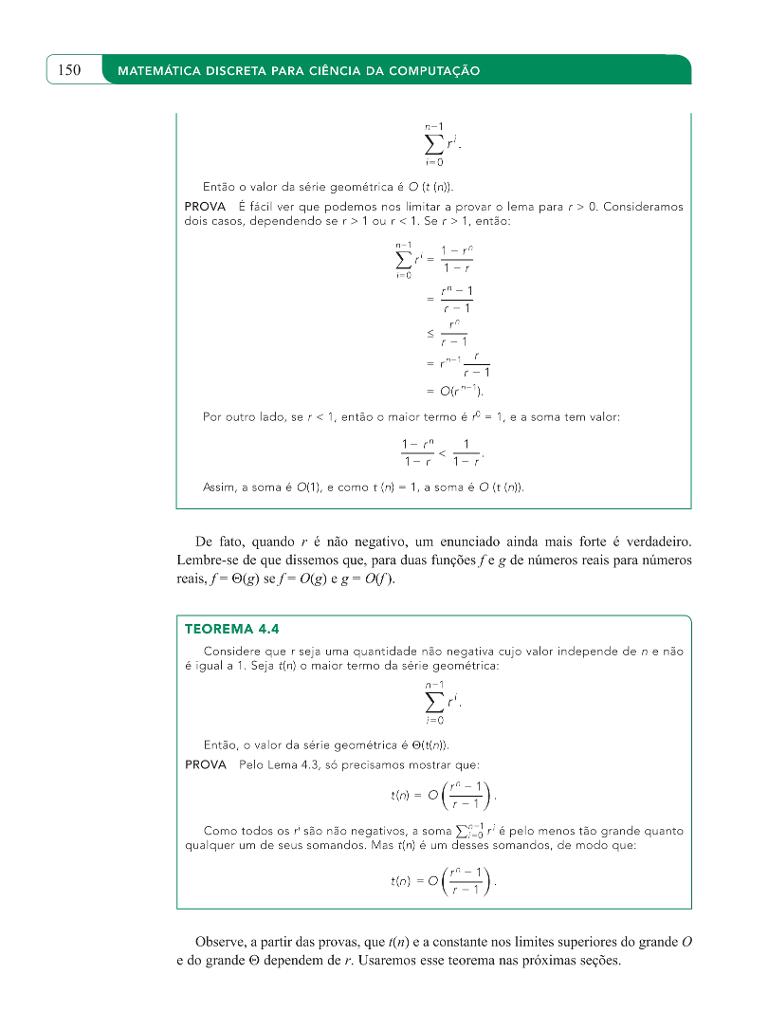 150
MATEMÁTICA DISCRETA PARA CIÊNCIA DA COMPUTAÇÃO
\sum_{i=0}^{n-1} r^i.
Então o valor da série geométrica é O (t (n)).
PROVA É fácil ver que podemos nos limitar a provar o lema para r > 0. Consideramos
dois casos, dependendo se r > 1 ou r < 1. Se r > 1, então:
\sum_{i=0}^{n-1} r^i = \frac{1 - r^n}{1 - r}
= \frac{r^n - 1}{r - 1}
≤ \frac{r^n}{r - 1}
= r^{n-1} \frac{r}{r - 1}
= O(r^{n-1}).
Por outro lado, se r < 1, então o maior termo é r^0 = 1, e a soma tem valor:
\frac{1 - r^n}{1 - r} < \frac{1}{1 - r}.
Assim, a soma é O(1), e como t (n) = 1, a soma é O (t (n)).
De fato, quando r é não negativo, um enunciado ainda mais forte é verdadeiro.
Lembre-se de que dissemos que, para duas funções f e g de números reais para números
reais, f = Θ(g) se f = O(g) e g = O(f).
TEOREMA 4.4
Considere que r seja uma quantidade não negativa cujo valor independe de n e não
é igual a 1. Seja t(n) o maior termo da série geométrica:
\sum_{i=0}^{n-1} r^i.
Então, o valor da série geométrica é Θ(t(n)).
PROVA Pelo Lema 4.3, só precisamos mostrar que:
t(n) = O \left( \frac{r^n - 1}{r - 1} \right).
Como todos os r^i são não negativos, a soma \sum_{i=0}^{n-1} r^i é pelo menos tão grande quanto
qualquer um de seus somandos. Mas t(n) é um desses somandos, de modo que:
t(n) = O \left( \frac{r^n - 1}{r - 1} \right).
Observe, a partir das provas, que t(n) e a constante nos limites superiores do grande O
e do grande Θ dependem de r. Usaremos esse teorema nas próximas seções.